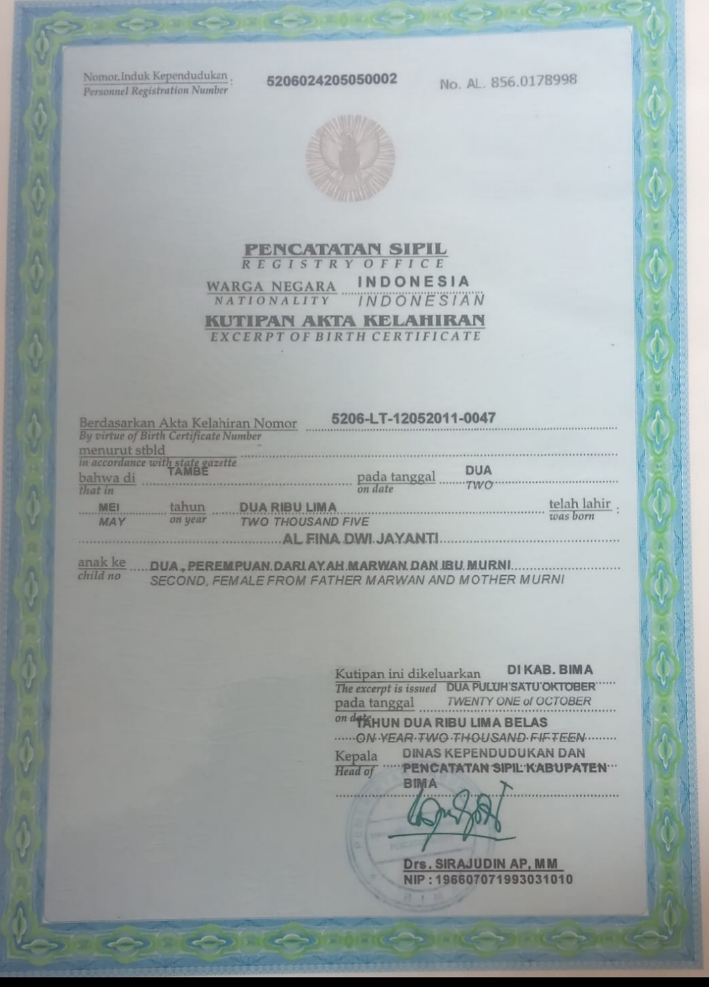 Nomor Induk Kependudukan : 5206024205050002 No. AL. 856.0178998
Personnel Registration Number
PENCATATAN SIPIL
REGISTRY OFFICE
WARGA NEGARA INDONESIA
NATIONALITY INDONESIAN
KUTIPAN AKTA KELAHIRAN
EXCERPT OF BIRTH CERTIFICATE
Berdasarkan Akta Kelahiran Nomor 5206-LT-12052011-0047
By virtue of Birth Certificate Number
menurut stbld
in accordance with state gazette
bahwa di TAMBE pada tanggal DUA
that in on date TWO
MEI tahun DUA RIBU LIMA telah lahir :
MAY on year TWO THOUSAND FIVE was born
AL FINA DWI JAYANTI
anak ke DUA , PEREMPUAN DARI AYAH MARWAN DAN IBU MURNI
child no SECOND, FEMALE FROM FATHER MARWAN AND MOTHER MURNI
Kutipan ini dikeluarkan DI KAB. BIMA
The excerpt is issued DUA PULUH SATU OKTOBER
pada tanggal TWENTY ONE of OCTOBER
on date TAHUN DUA RIBU LIMA BELAS
ON YEAR TWO THOUSAND FIFTEEN
Kepala DINAS KEPENDUDUKAN DAN
Head of PENCATATAN SIPIL KABUPATEN
BIMA
Drs. SIRAJUDIN AP, MM
NIP : 196607071993031010